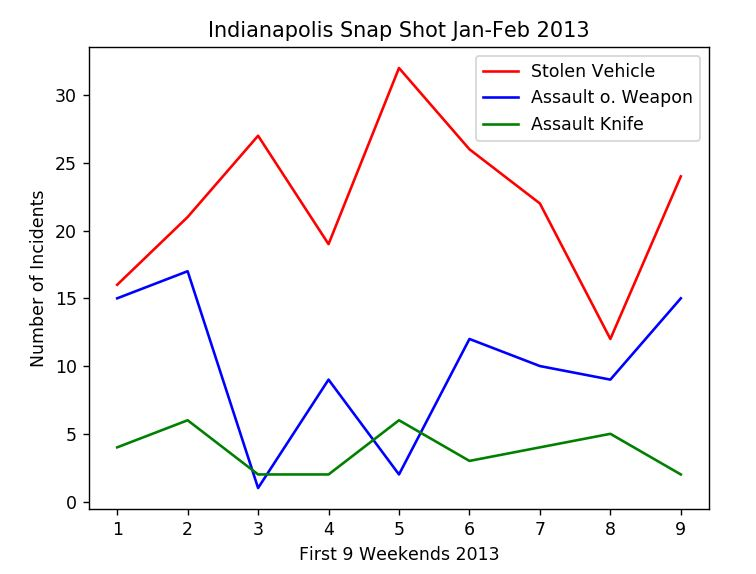 Indianapolis Snap Shot Jan-Feb 2013
Stolen Vehicle
Assault o. Weapon
Assault Knife
Number of Incidents
30
25
20
15
10
5
0
1 2 3 4 5 6 7 8 9
First 9 Weekends 2013